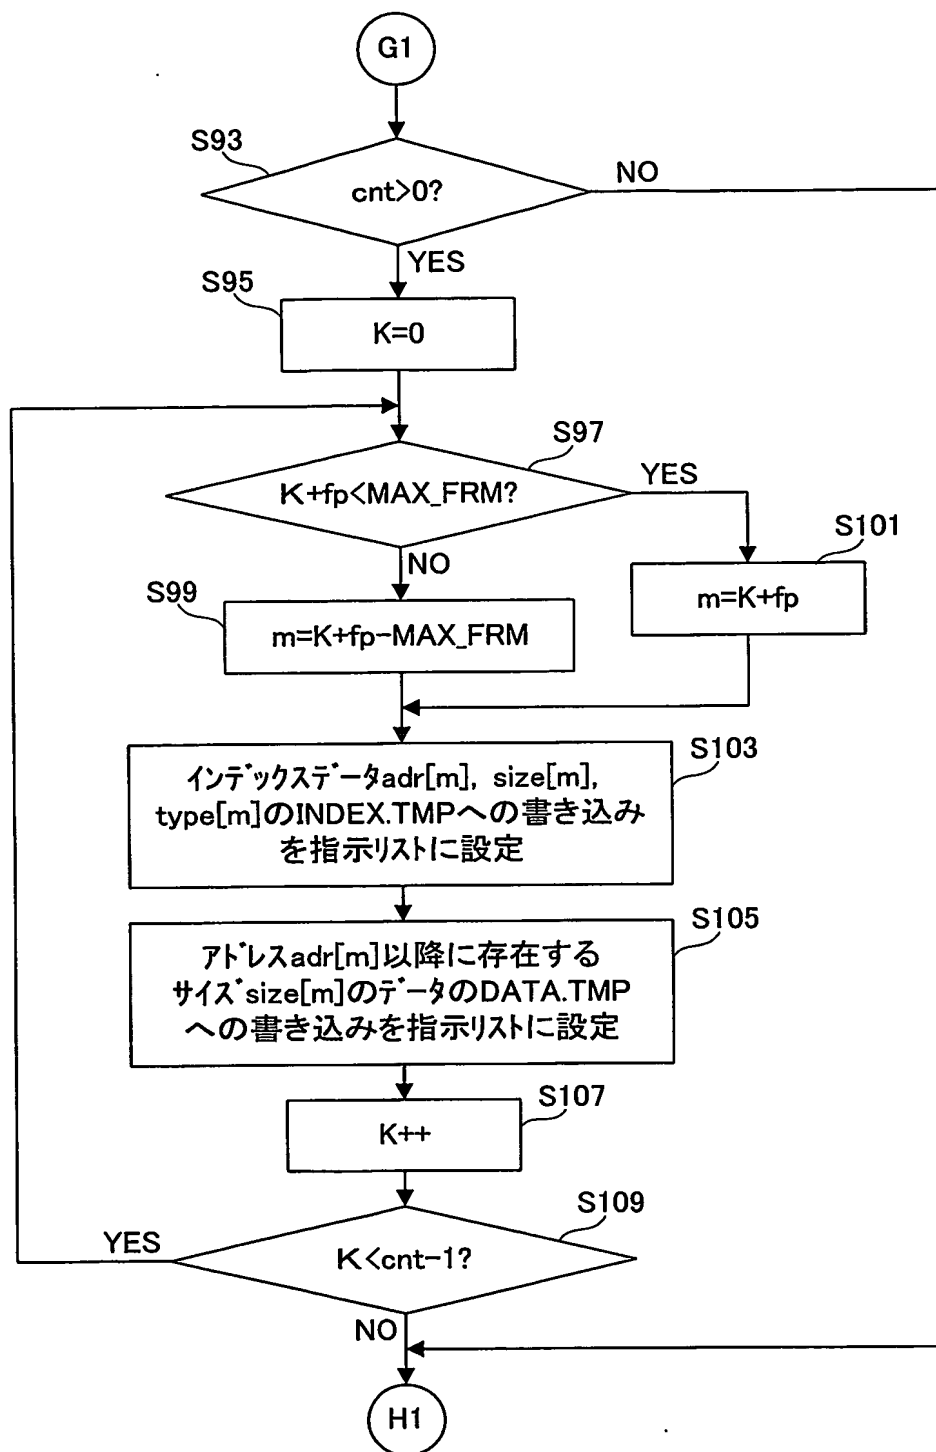 G1
S93
cnt>0?
NO
YES
S95
K=0
S97
K+fp<MAX_FRM?
YES
S101
NO
m=K+fp
S99
m=K+fp-MAX_FRM
S103
インデックスデータadr[m], size[m],
type[m]のINDEX.TMPへの書き込み
を指示リストに設定
S105
アドレスadr[m]以降に存在する
サイズsize[m]のデータのDATA.TMP
への書き込みを指示リストに設定
S107
K++
S109
YES
K<cnt-1?
NO
H1